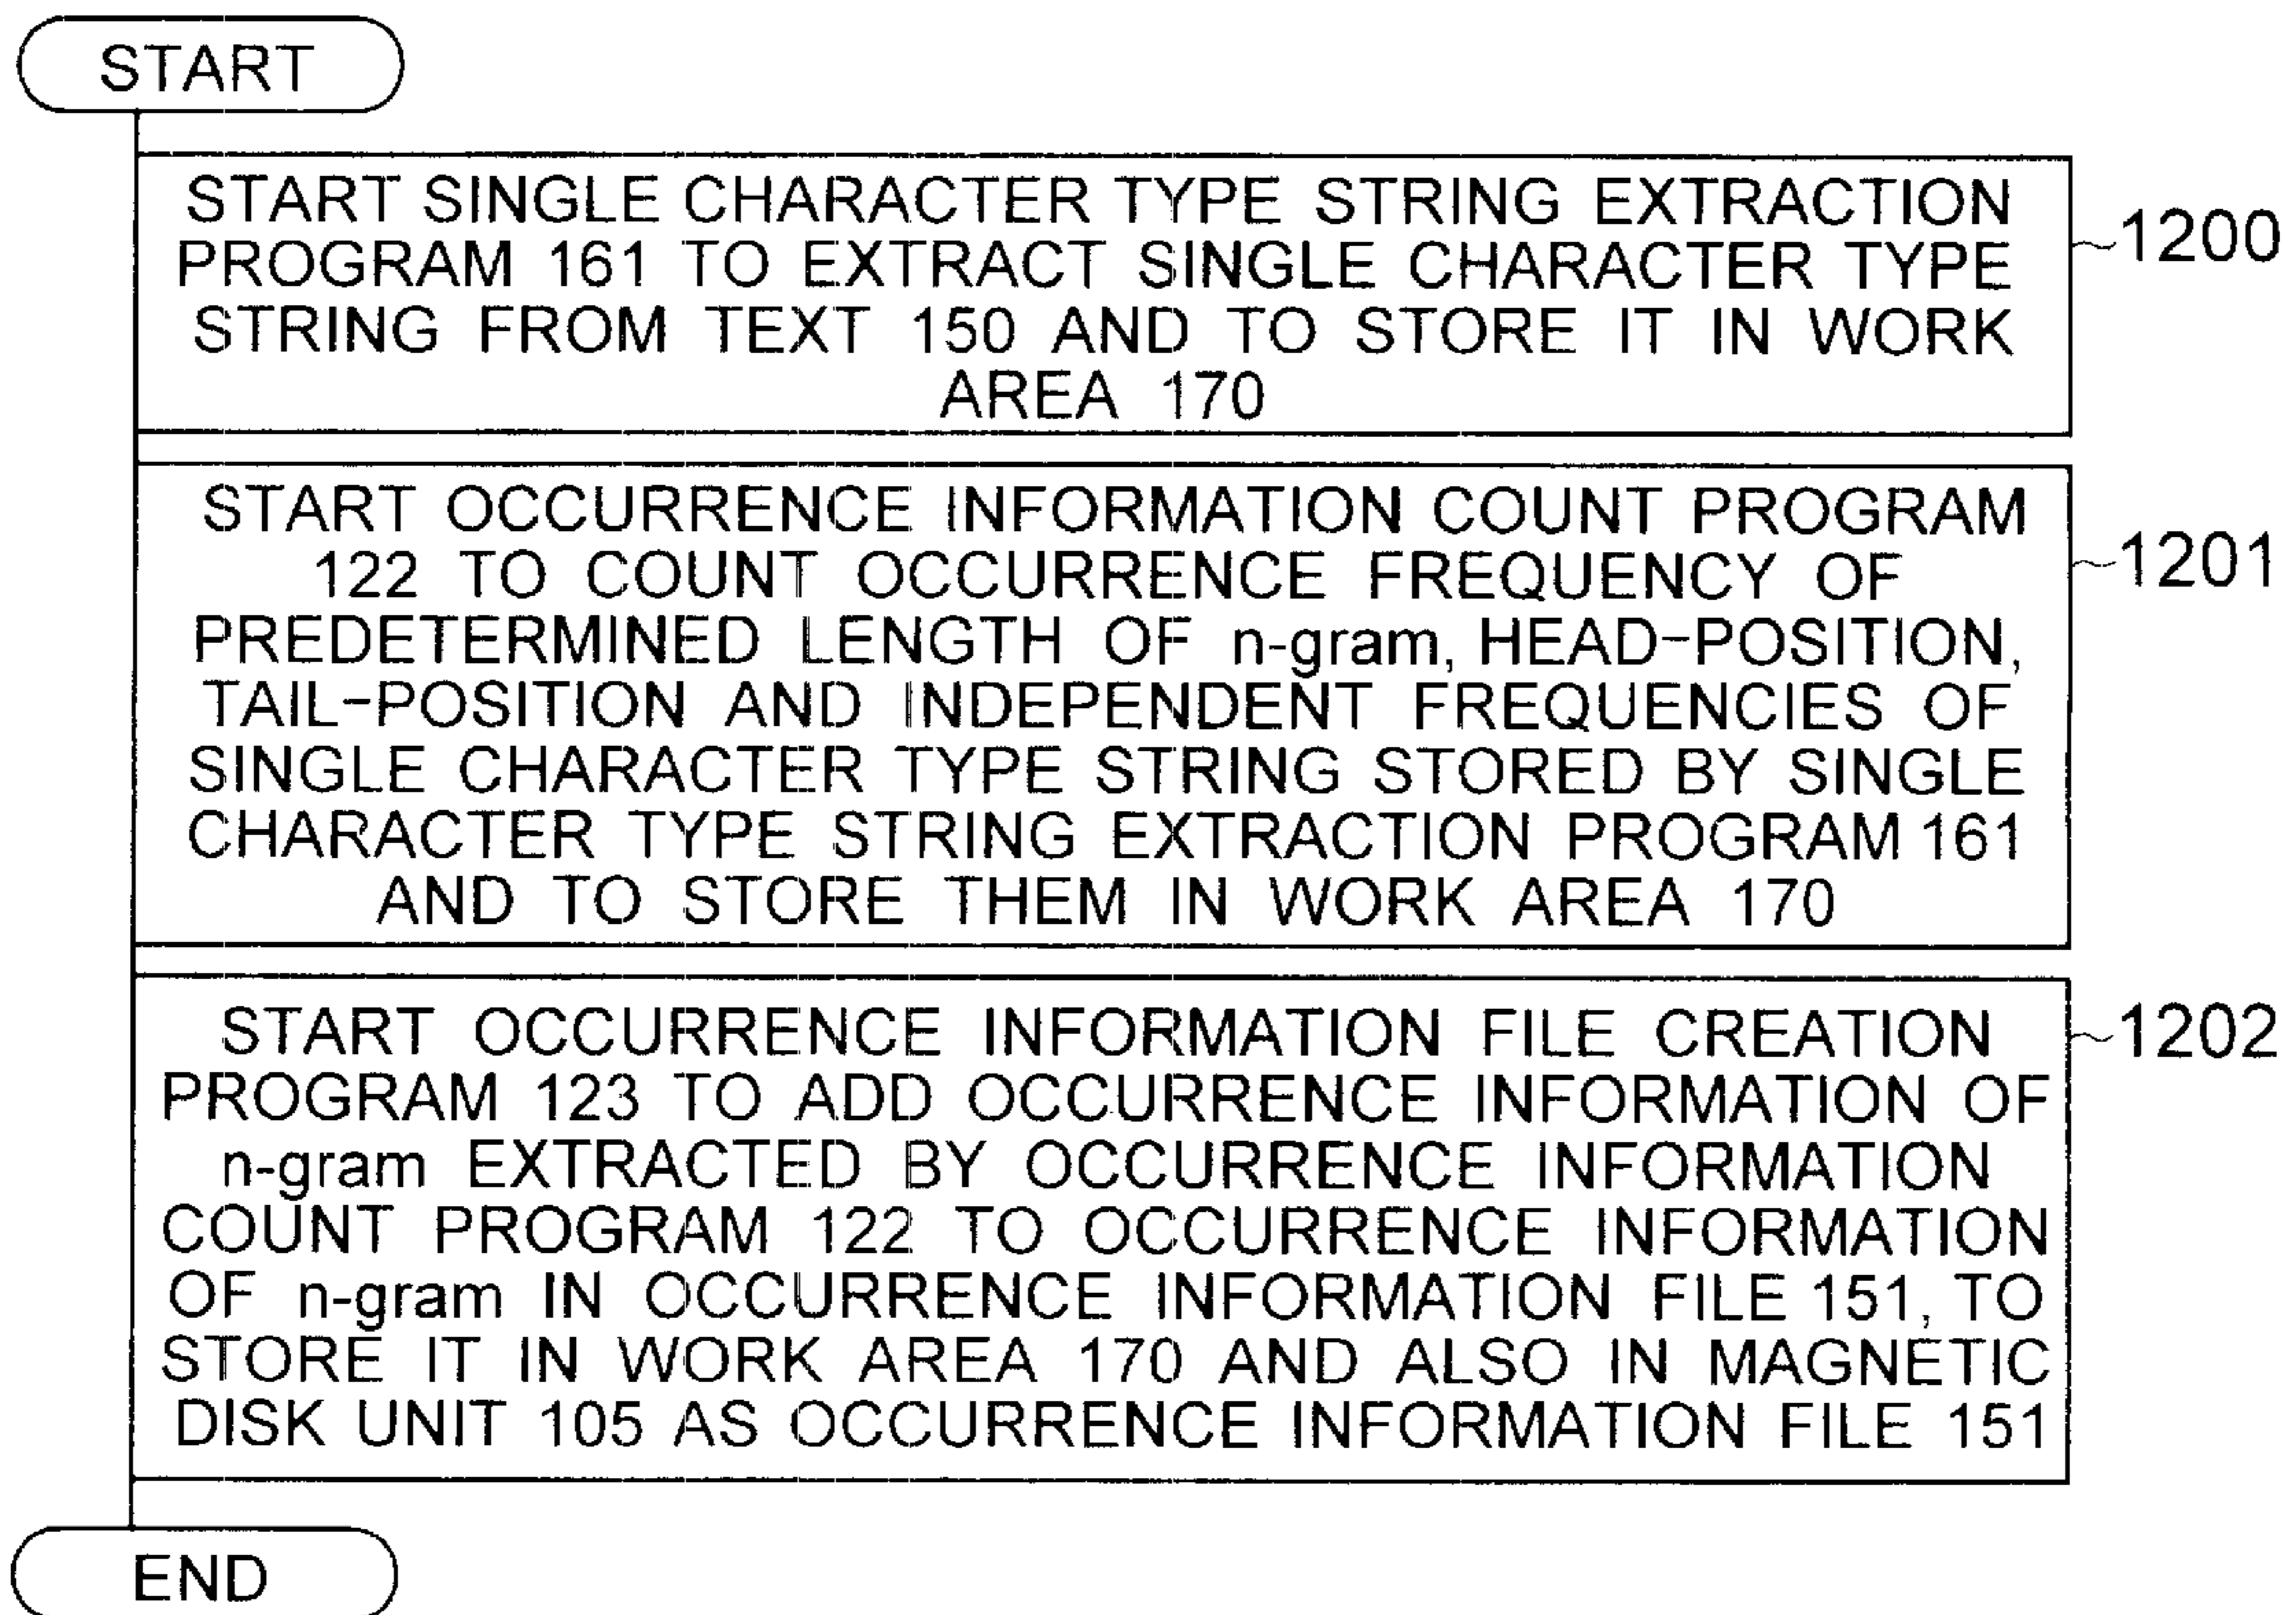 START
START SINGLE CHARACTER TYPE STRING EXTRACTION
PROGRAM 161 TO EXTRACT SINGLE CHARACTER TYPE
STRING FROM TEXT 150 AND TO STORE IT IN WORK
AREA 170
1200
START OCCURRENCE INFORMATION COUNT PROGRAM
122 TO COUNT OCCURRENCE FREQUENCY OF
PREDETERMINED LENGTH OF n-gram, HEAD-POSITION,
TAIL-POSITION AND INDEPENDENT FREQUENCIES OF
SINGLE CHARACTER TYPE STRING STORED BY SINGLE
CHARACTER TYPE STRING EXTRACTION PROGRAM 161
AND TO STORE THEM IN WORK AREA 170
1201
START OCCURRENCE INFORMATION FILE CREATION
PROGRAM 123 TO ADD OCCURRENCE INFORMATION OF
n-gram EXTRACTED BY OCCURRENCE INFORMATION
COUNT PROGRAM 122 TO OCCURRENCE INFORMATION
OF n-gram IN OCCURRENCE INFORMATION FILE 151, TO
STORE IT IN WORK AREA 170 AND ALSO IN MAGNETIC
DISK UNIT 105 AS OCCURRENCE INFORMATION FILE 151
1202
END